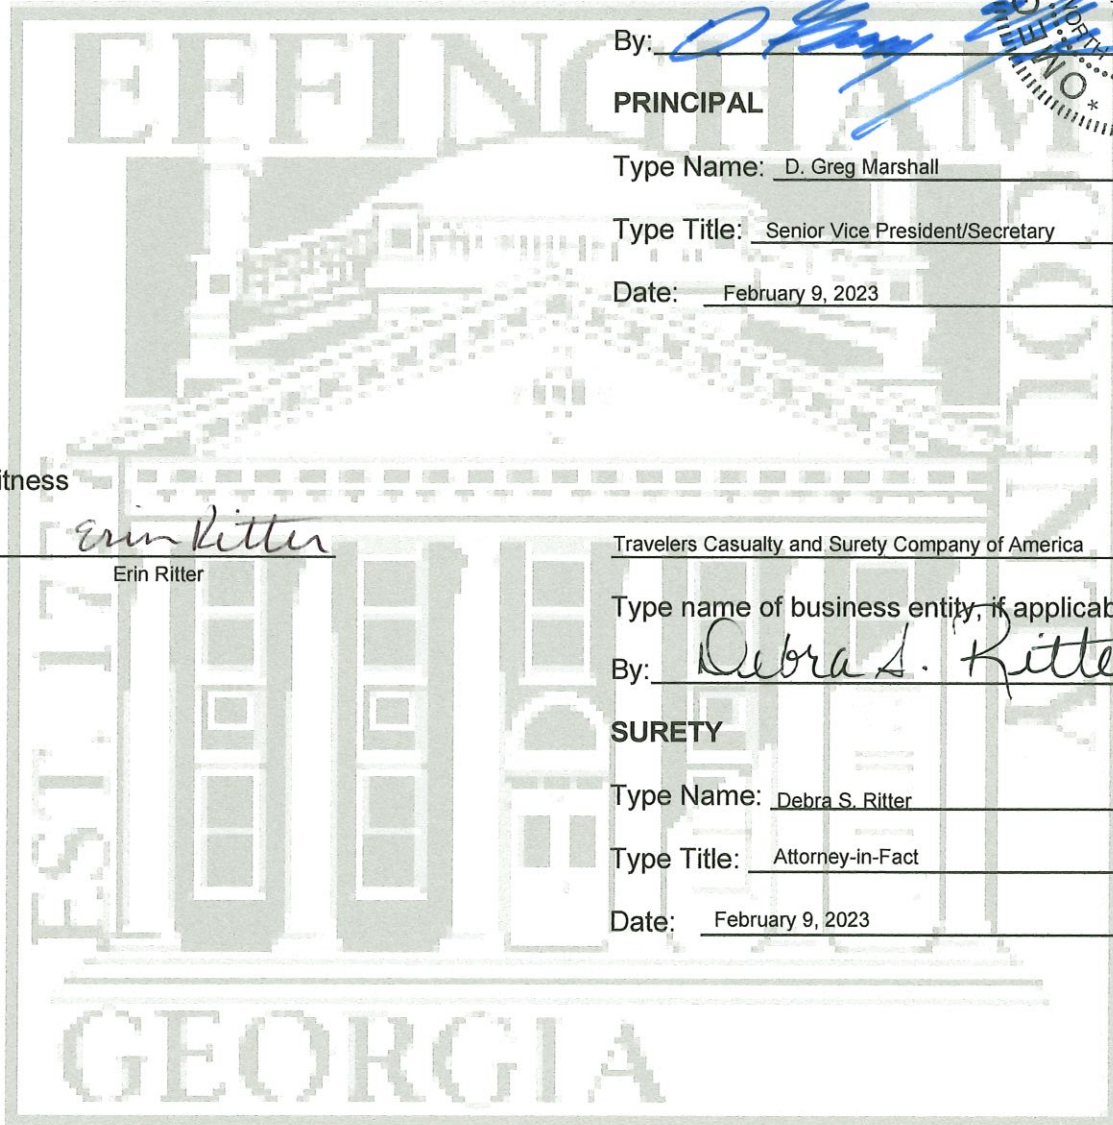 EFFINGHAM
COUNTY
EST. 17
GEORGIA
By:
NORTH
PRINCIPAL
Type Name: D. Greg Marshall
Type Title: Senior Vice President/Secretary
Date: February 9, 2023
itness
Erin Ritter
Erin Ritter
Travelers Casualty and Surety Company of America
Type name of business entity, if applicab
By: Debra S. Ritte
SURETY
Type Name: Debra S. Ritter
Type Title: Attorney-in-Fact
Date: February 9, 2023